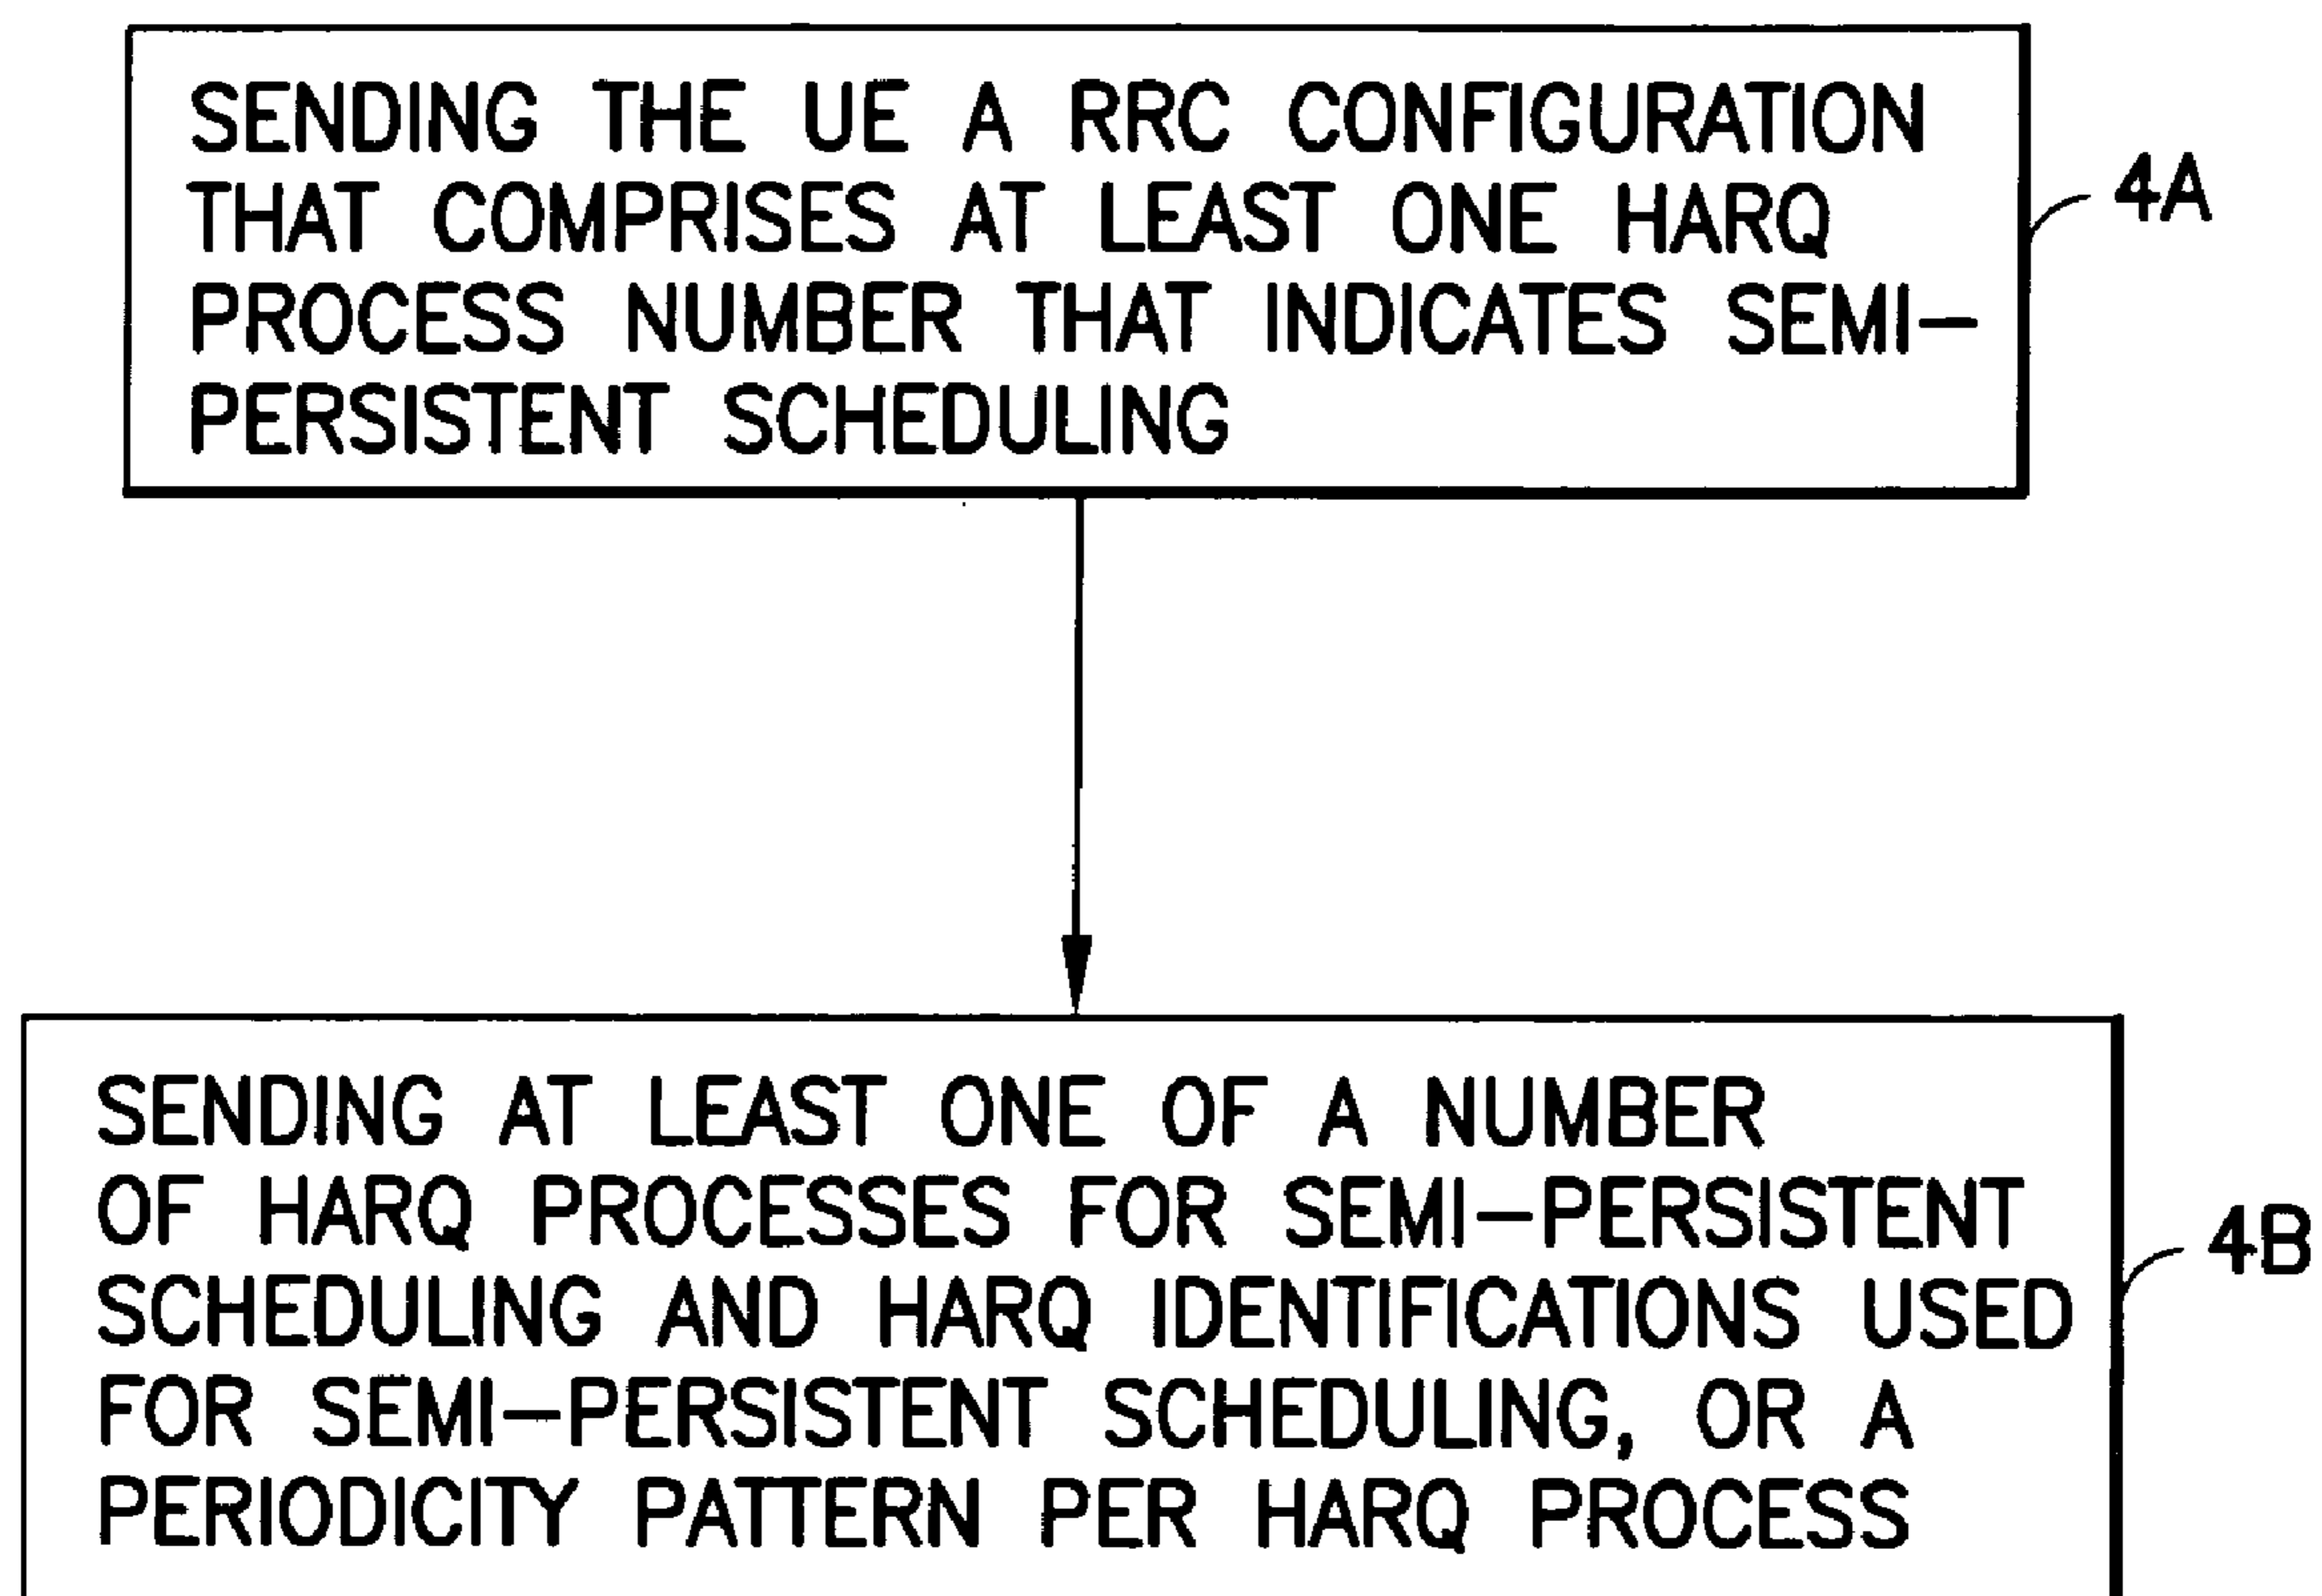 SENDING THE UE A RRC CONFIGURATION
THAT COMPRISES AT LEAST ONE HARQ
PROCESS NUMBER THAT INDICATES SEMI-
PERSISTENT SCHEDULING
4A
SENDING AT LEAST ONE OF A NUMBER
OF HARQ PROCESSES FOR SEMI-PERSISTENT
SCHEDULING AND HARQ IDENTIFICATIONS USED
FOR SEMI-PERSISTENT SCHEDULING, OR A
PERIODICITY PATTERN PER HARQ PROCESS
4B